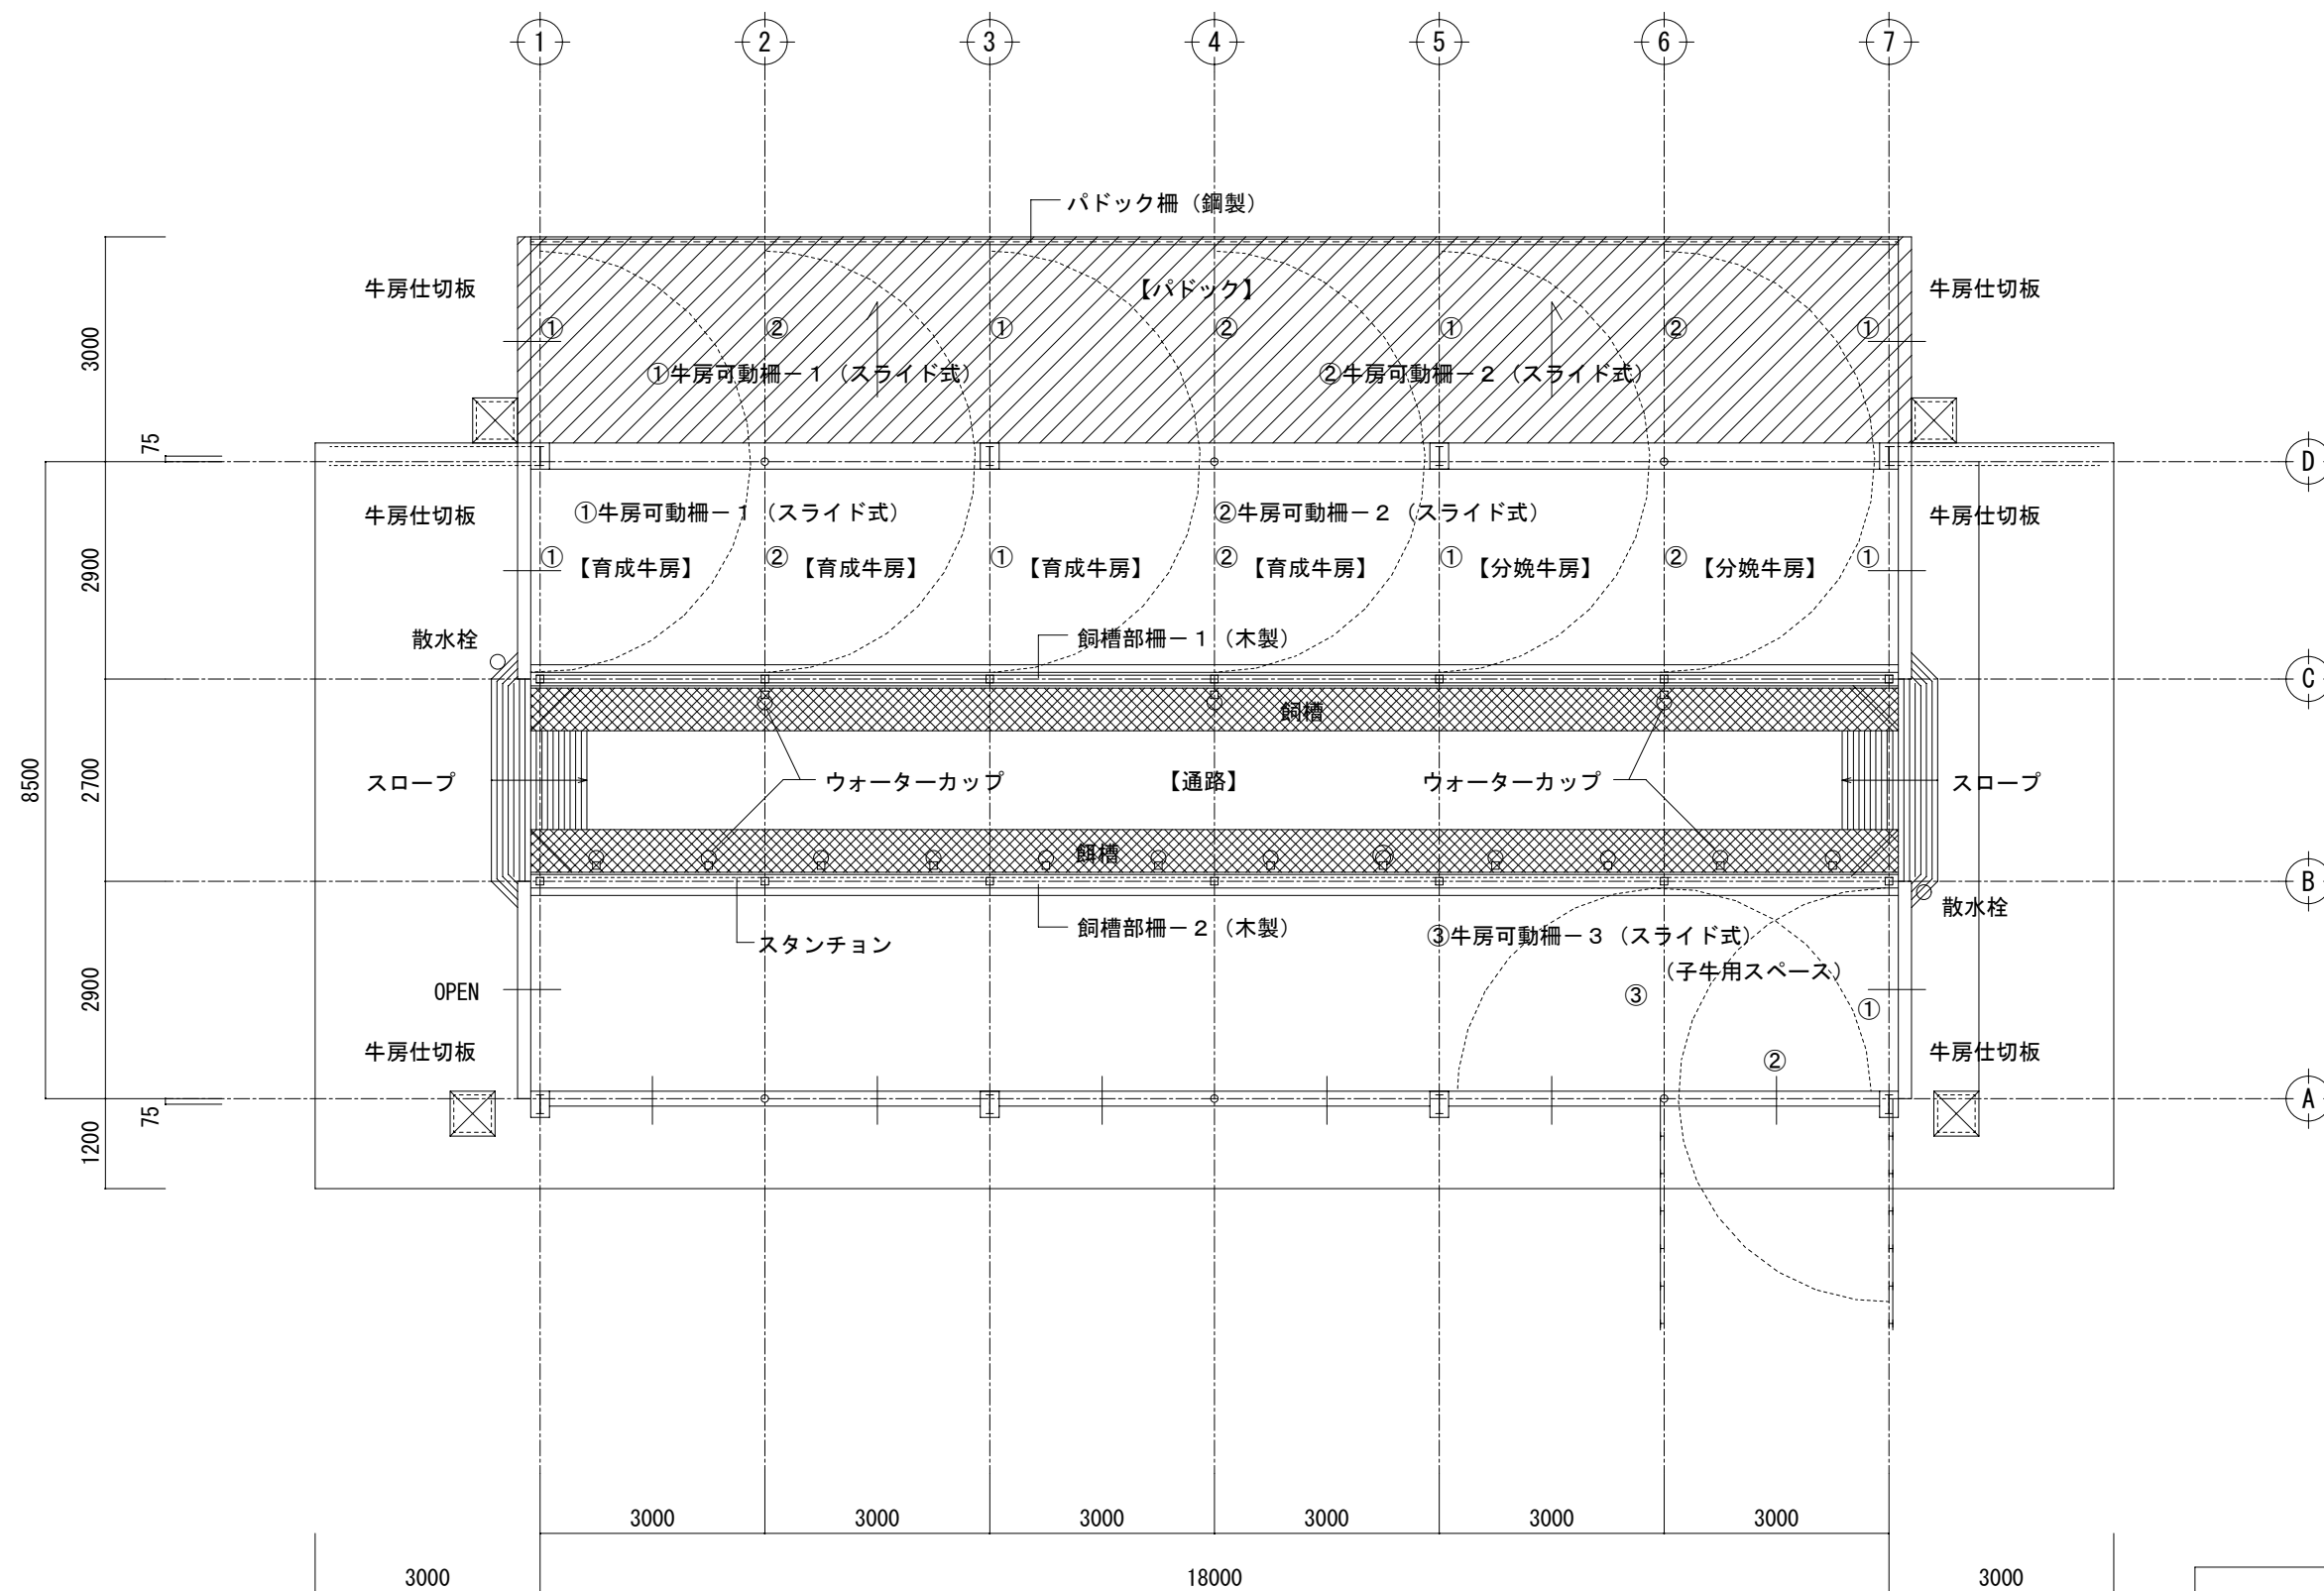 1 2 3 4 5 6 7
パドック柵（鋼製）
牛房仕切板 【パドック】 牛房仕切板
① ② ① ② ① ② ①
3000
①牛房可動柵－１（スライド式） ②牛房可動柵－２（スライド式）
75
D
牛房仕切板 ①牛房可動柵－１（スライド式） ②牛房可動柵－２（スライド式） 牛房仕切板
2900
① 【育成牛房】 ② 【育成牛房】 ① 【育成牛房】 ② 【育成牛房】 ① 【分娩牛房】 ② 【分娩牛房】 ①
散水栓 飼槽部柵－１（木製）
C
飼槽
8500 2700
スロープ ウォーターカップ 【通路】 ウォーターカップ スロープ
餌槽
B
散水栓
スタンチョン 飼槽部柵－２（木製） ③牛房可動柵－３（スライド式）
（子牛用スペース）
2900
OPEN ③ ①
牛房仕切板 ② 牛房仕切板
A
75
1200
3000 3000 3000 3000 3000 3000
3000 18000 3000